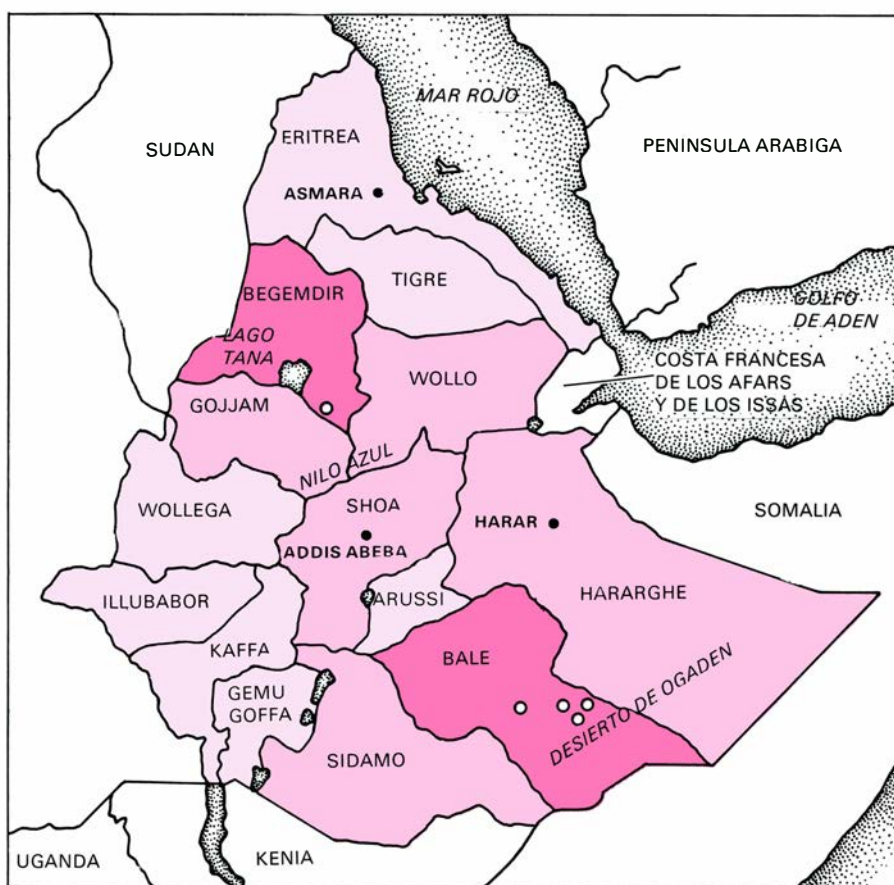 MAR ROJO
SUDAN
ERITREA
PENINSULA ARABIGA
ASMARA
TIGRE
BEGEMDIR
GOLFO
DE ADEN
LAGO
TANA
COSTA FRANCESA
DE LOS AFARS
Y DE LOS ISSAS
WOLLO
GOJJAM
NILO AZUL
WOLLEGA
SHOA
SOMALIA
HARAR
ADDIS ABEBA
ILLUBABOR
ARUSSI
HARARGHE
KAFFA
BALE
GEMU
GOFFA
DESIERTO DE OGADEN
SIDAMO
UGANDA
KENIA